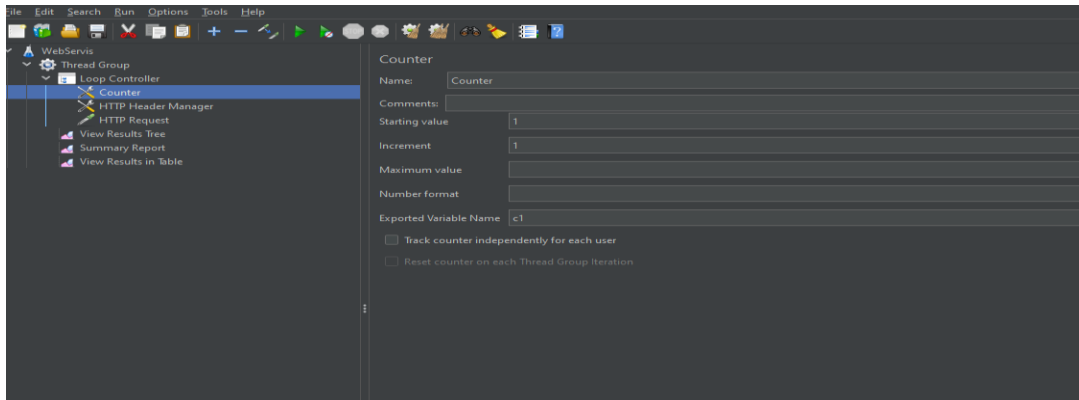 File Edit Search Run Options Tools Help
WebServis
Thread Group
Loop Controller
Counter
HTTP Header Manager
HTTP Request
View Results Tree
Summary Report
View Results in Table
Counter
Name: Counter
Comments:
Starting value 1
Increment 1
Maximum value
Number format
Exported Variable Name c1
Track counter independently for each user
Reset counter on each Thread Group Iteration